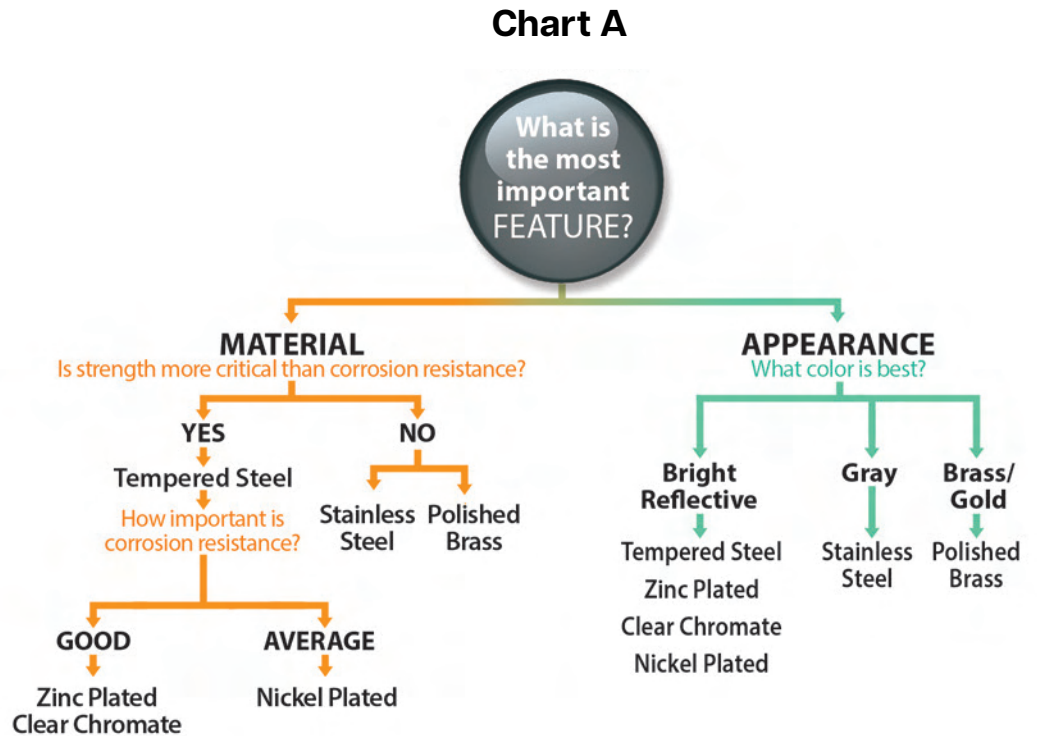 Chart A
What is
the most
important
FEATURE?
MATERIAL
Is strength more critical than corrosion resistance?
YES
NO
Tempered Steel
How important is
corrosion resistance?
Stainless
Steel
Polished
Brass
GOOD
AVERAGE
Zinc Plated
Clear Chromate
Nickel Plated
APPEARANCE
What color is best?
Bright
Reflective
Gray
Brass/
Gold
Tempered Steel
Zinc Plated
Clear Chromate
Nickel Plated
Stainless
Steel
Polished
Brass